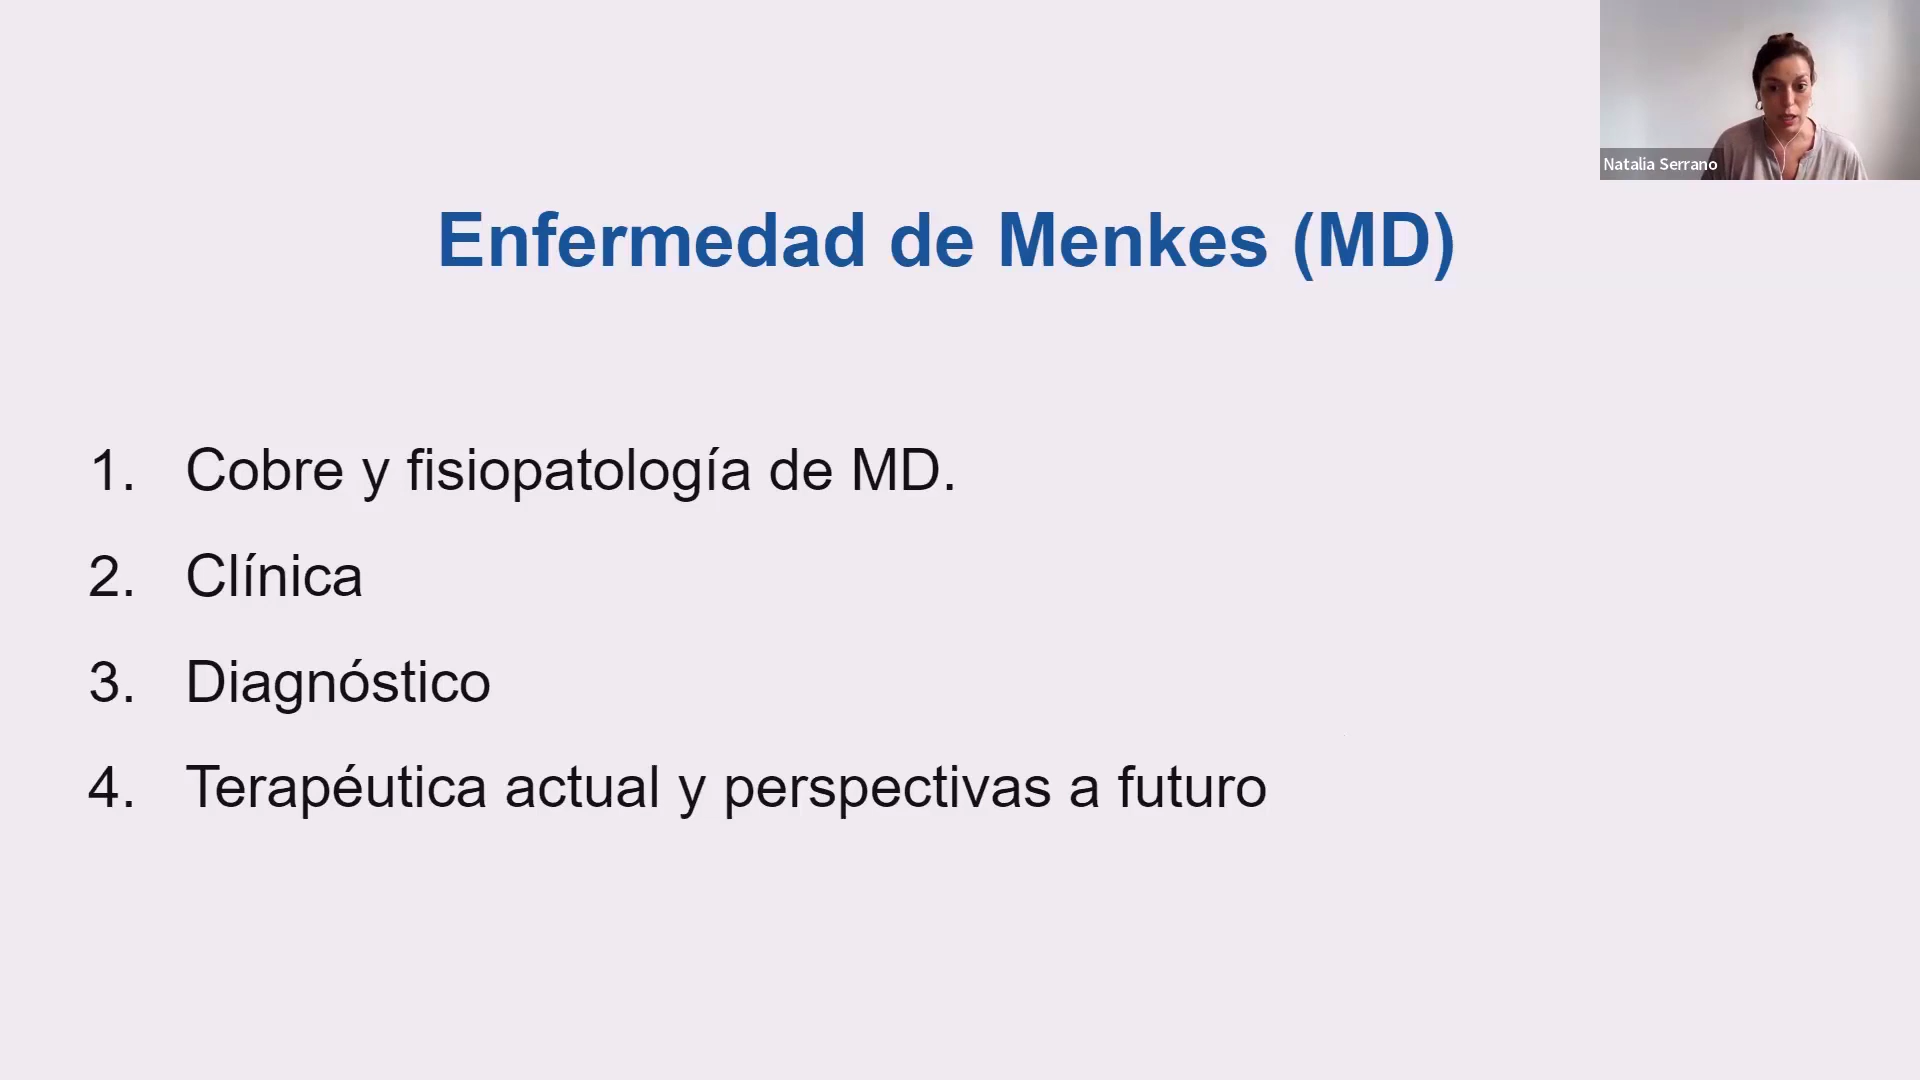 Natalia Serrano
Enfermedad de Menkes (MD)
1. Cobre y fisiopatología de MD.
2. Clínica
3. Diagnóstico
4. Terapéutica actual y perspectivas a futuro